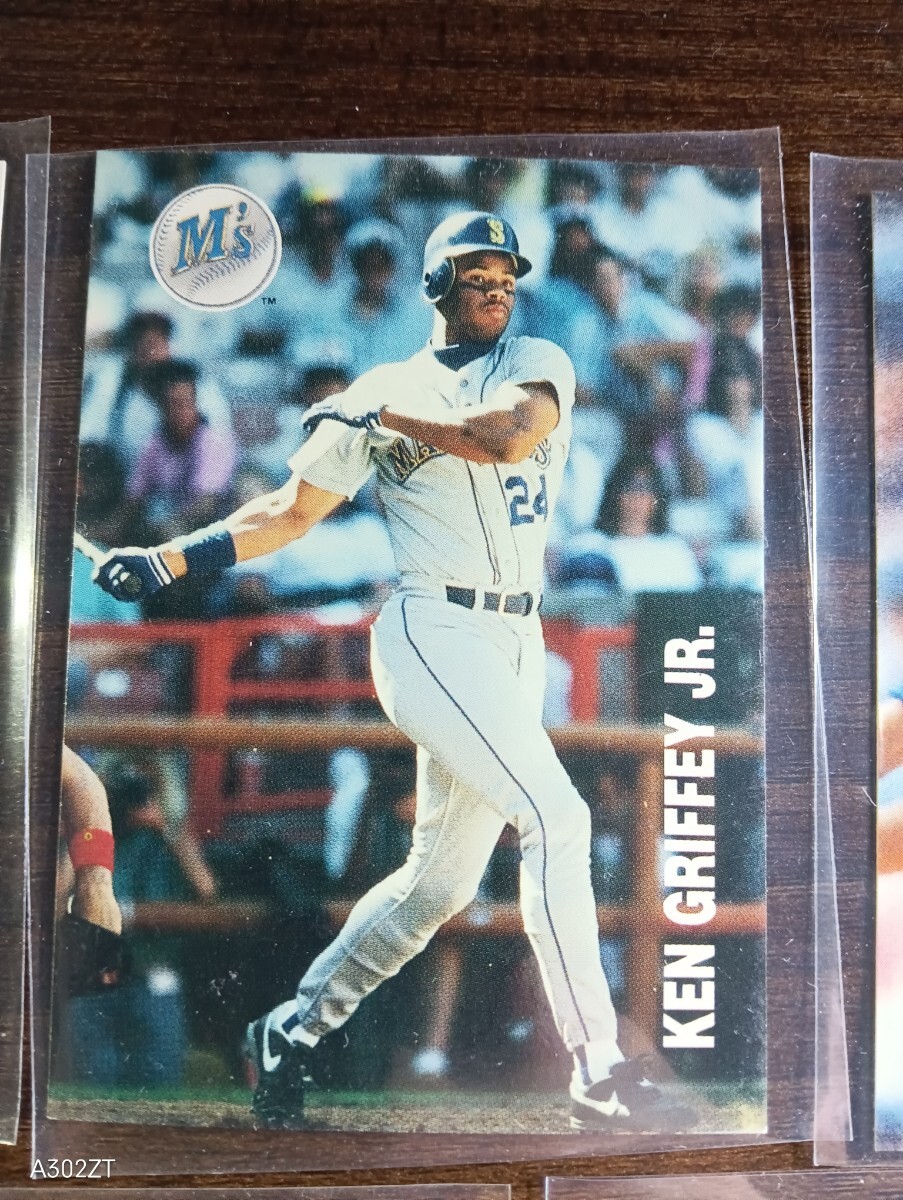 M's
TM
S
24
KEN GRIFFEY JR.
A302ZT